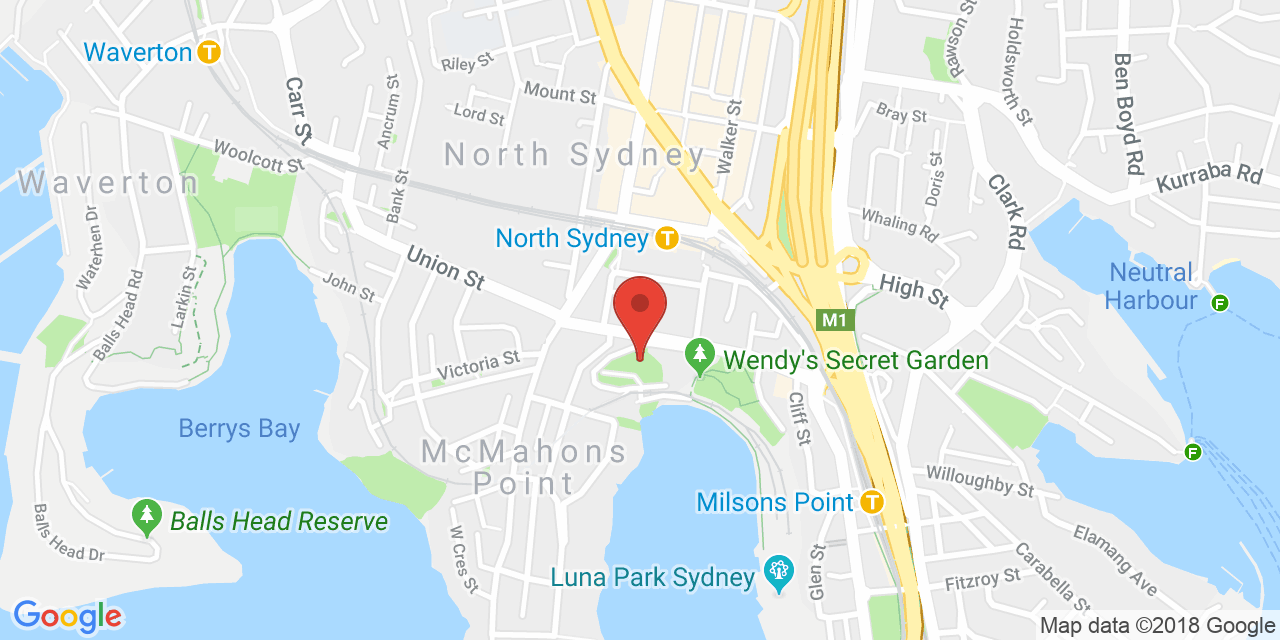 Waverton
T
Riley St
Rawson St
Holdsworth St
Ben Boyd Rd
Carr St
Ancrum St
Mount St
Lord St
Walker St
Bray St
North Sydney
Woolcott St
Waverton
Bank St
Doris St
Clark Rd
Kurraba Rd
Waterhen Dr
Whaling Rd
North Sydney
T
Union St
John St
Larkin St
Balls Head Rd
High St
Neutral
Harbour
F
M1
Victoria St
Wendy's Secret Garden
Cliff St
Berrys Bay
McMahons
Point
F
Willoughby St
Milsons Point
T
Balls Head Reserve
Balls Head Dr
W Cres St
Elamang Ave
Glen St
Carabella St
Luna Park Sydney
Fitzroy St
Google
Map data ©2018 Google